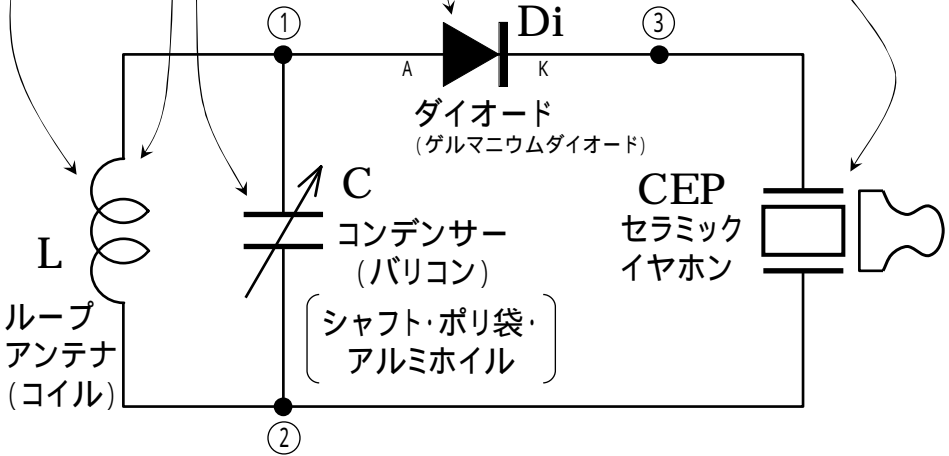 ①
Di
③
A
K
ダイオード
(ゲルマニウムダイオード)
C
コンデンサー
(バリコン)
シャフト・ポリ袋・
アルミホイル
L
ループ
アンテナ
(コイル)
CEP
セラミック
イヤホン
②